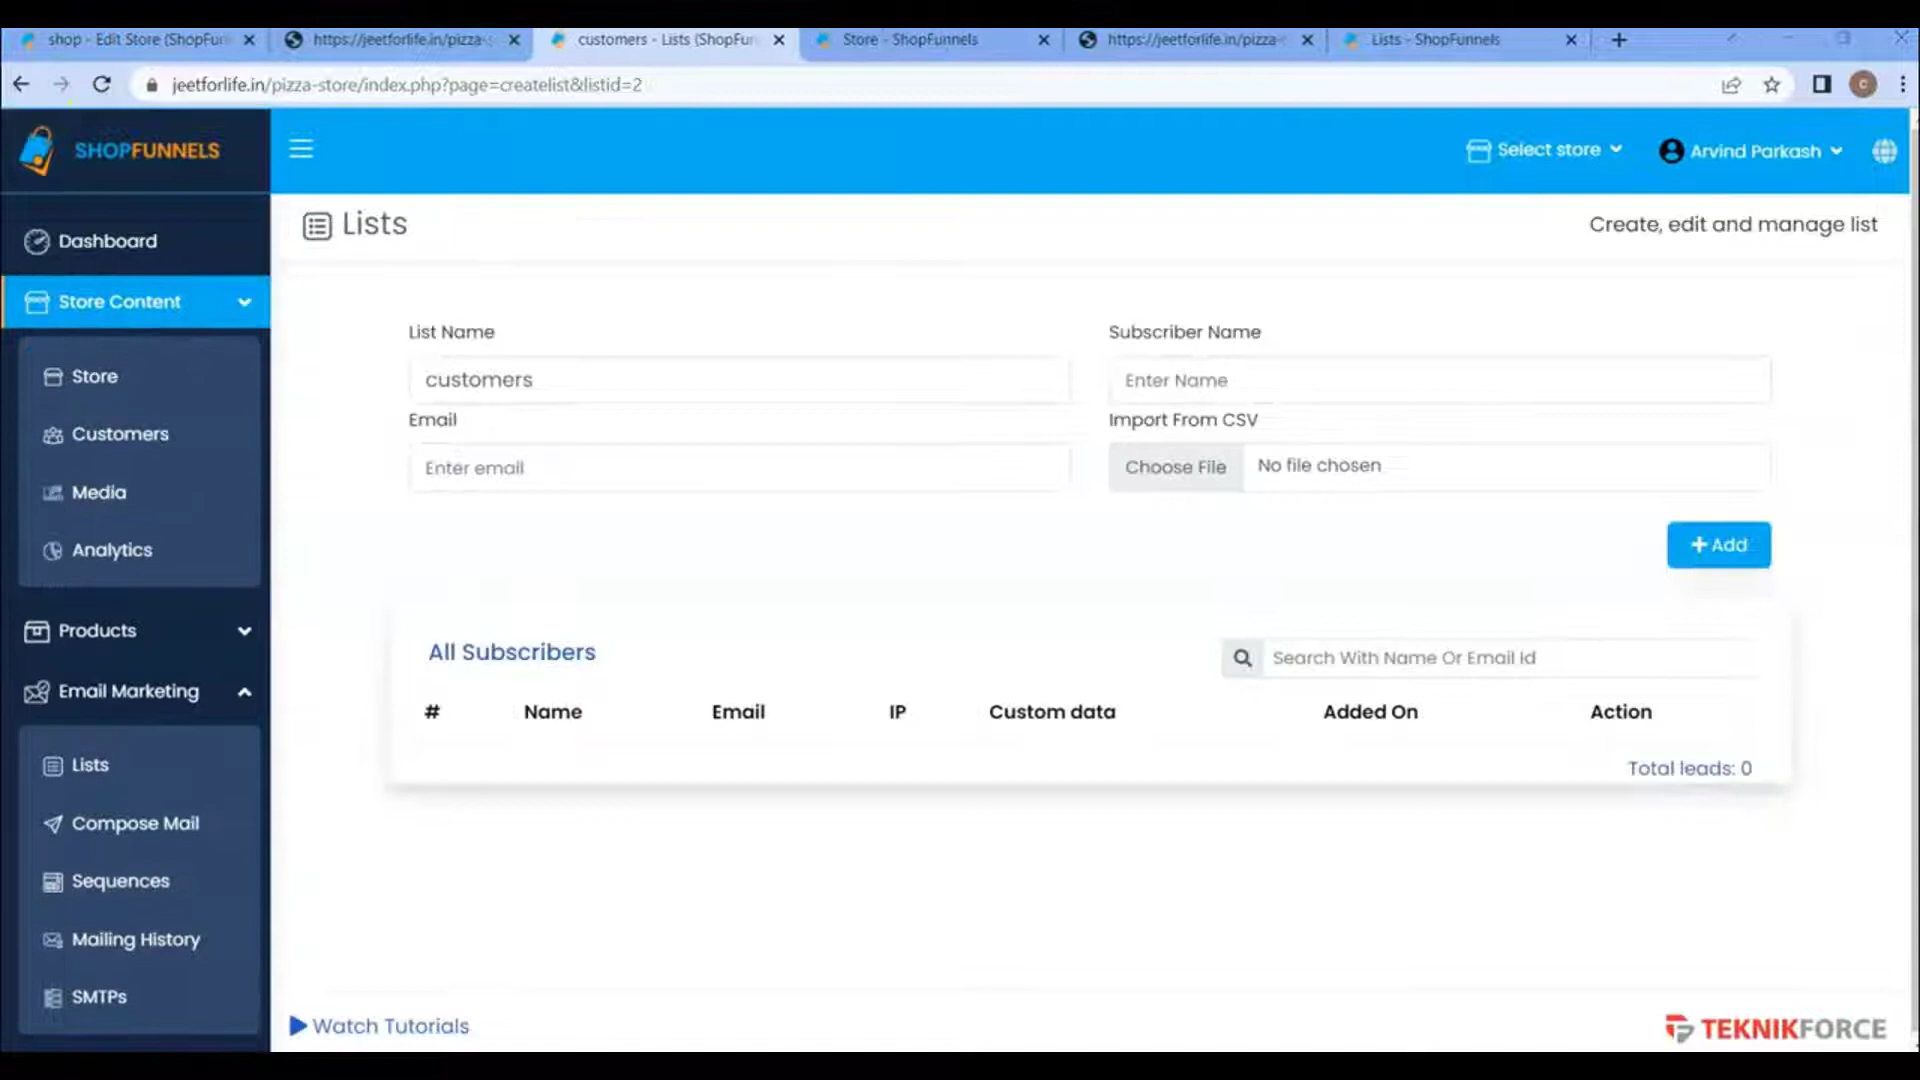 shop - Edit Store (ShopFun
https://jeetforlife.in/pizza-s
customers - Lists (ShopFun
Store - ShopFunnels
https://jeetforlife.in/pizza-
Lists - ShopFunnels
jeetforlife.in/pizza-store/index.php?page=createlist&listid=2
SHOPFUNNELS
Select store
Arvind Parkash
Lists
Create, edit and manage list
Dashboard
Store Content
Store
Customers
Media
Analytics
Products
Email Marketing
Lists
Compose Mail
Sequences
Mailing History
SMTPs
List Name
Subscriber Name
customers
Enter Name
Email
Import From CSV
Enter email
Choose File No file chosen
+ Add
All Subscribers
Search With Name Or Email Id
# Name Email IP Custom data Added On Action
Total leads: 0
Watch Tutorials
TEKNIKFORCE